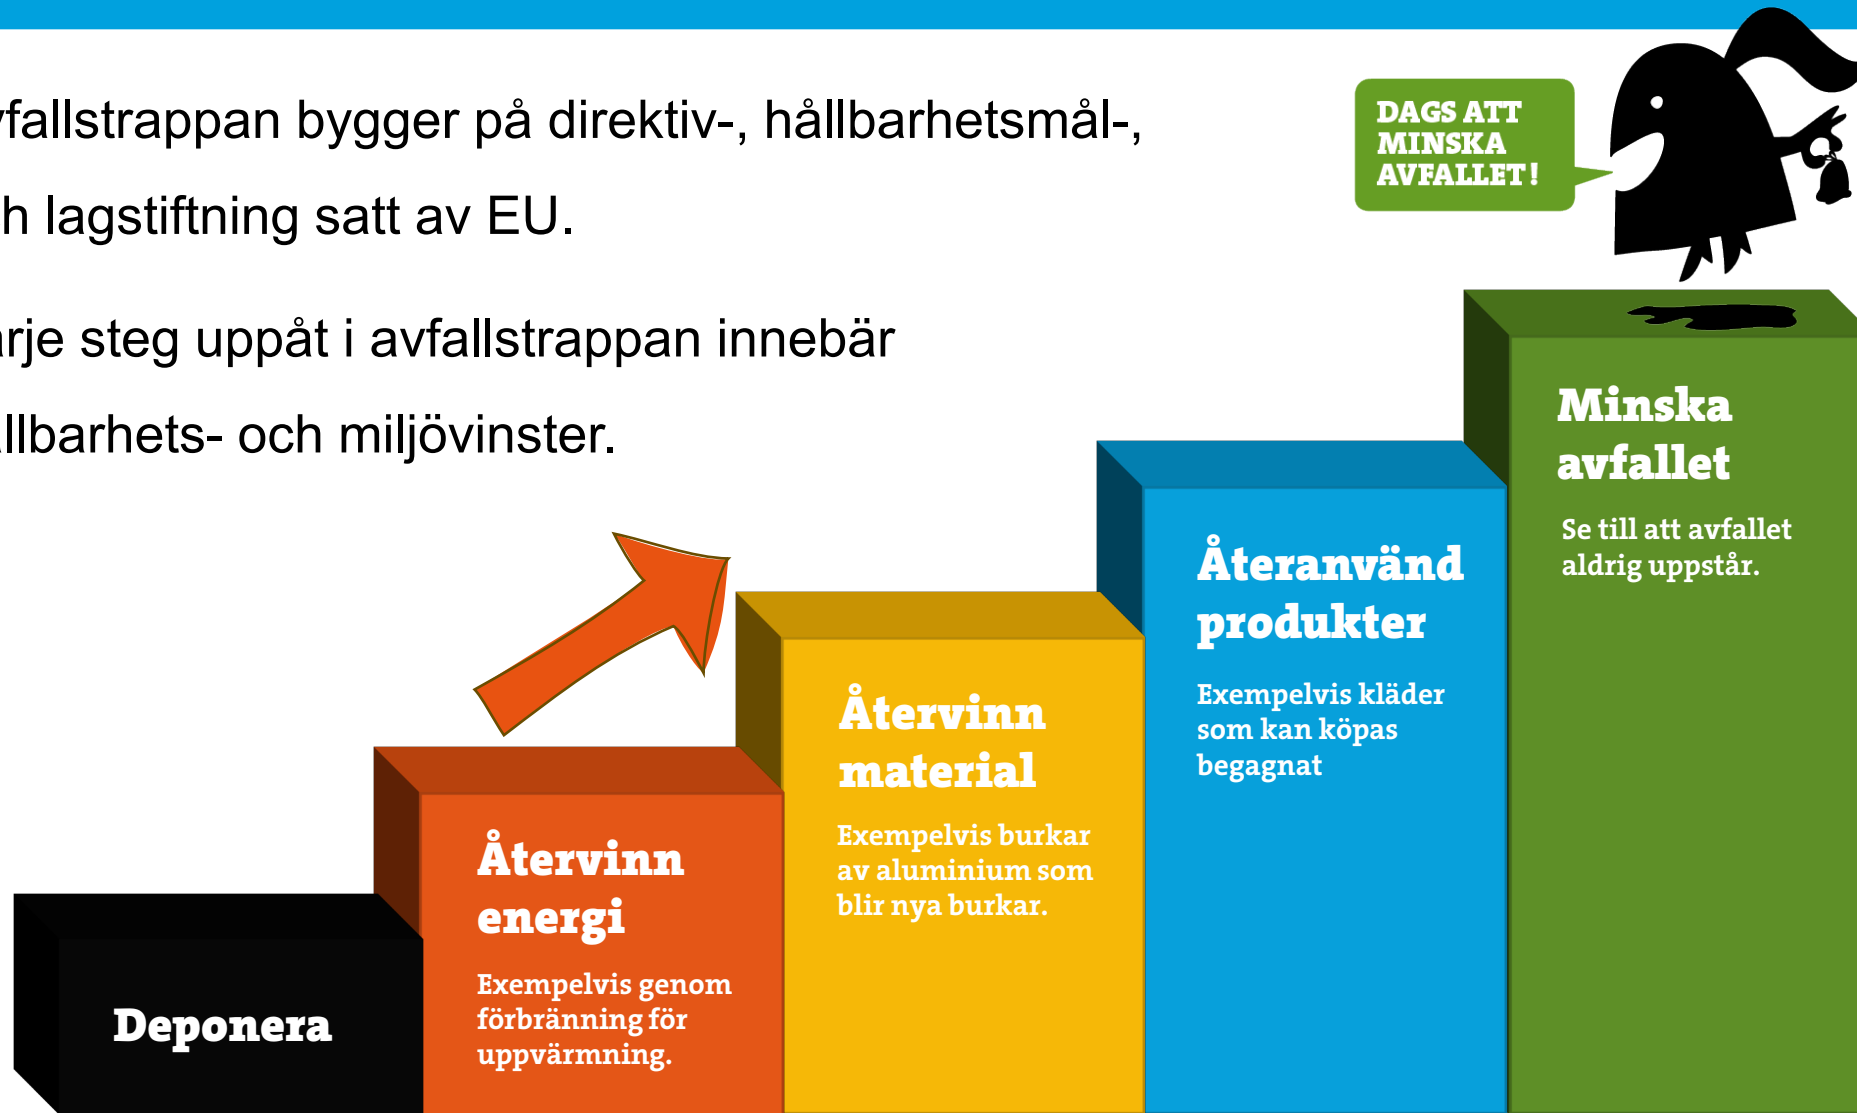 vfallstrappan bygger på direktiv-, hållbarhetsmål-,
h lagstiftning satt av EU.
rje steg uppåt i avfallstrappan innebär
llbarhets- och miljövinster.
DAGS ATT
MINSKA
AVFALLET!
Minska
avfallet
Se till att avfallet
aldrig uppstår.
Återanvänd
produkter
Exempelvis kläder
som kan köpas
begagnat
Återvinn
material
Exempelvis burkar
av aluminium som
blir nya burkar.
Återvinn
energi
Exempelvis genom
förbränning för
uppvärmning.
Deponera